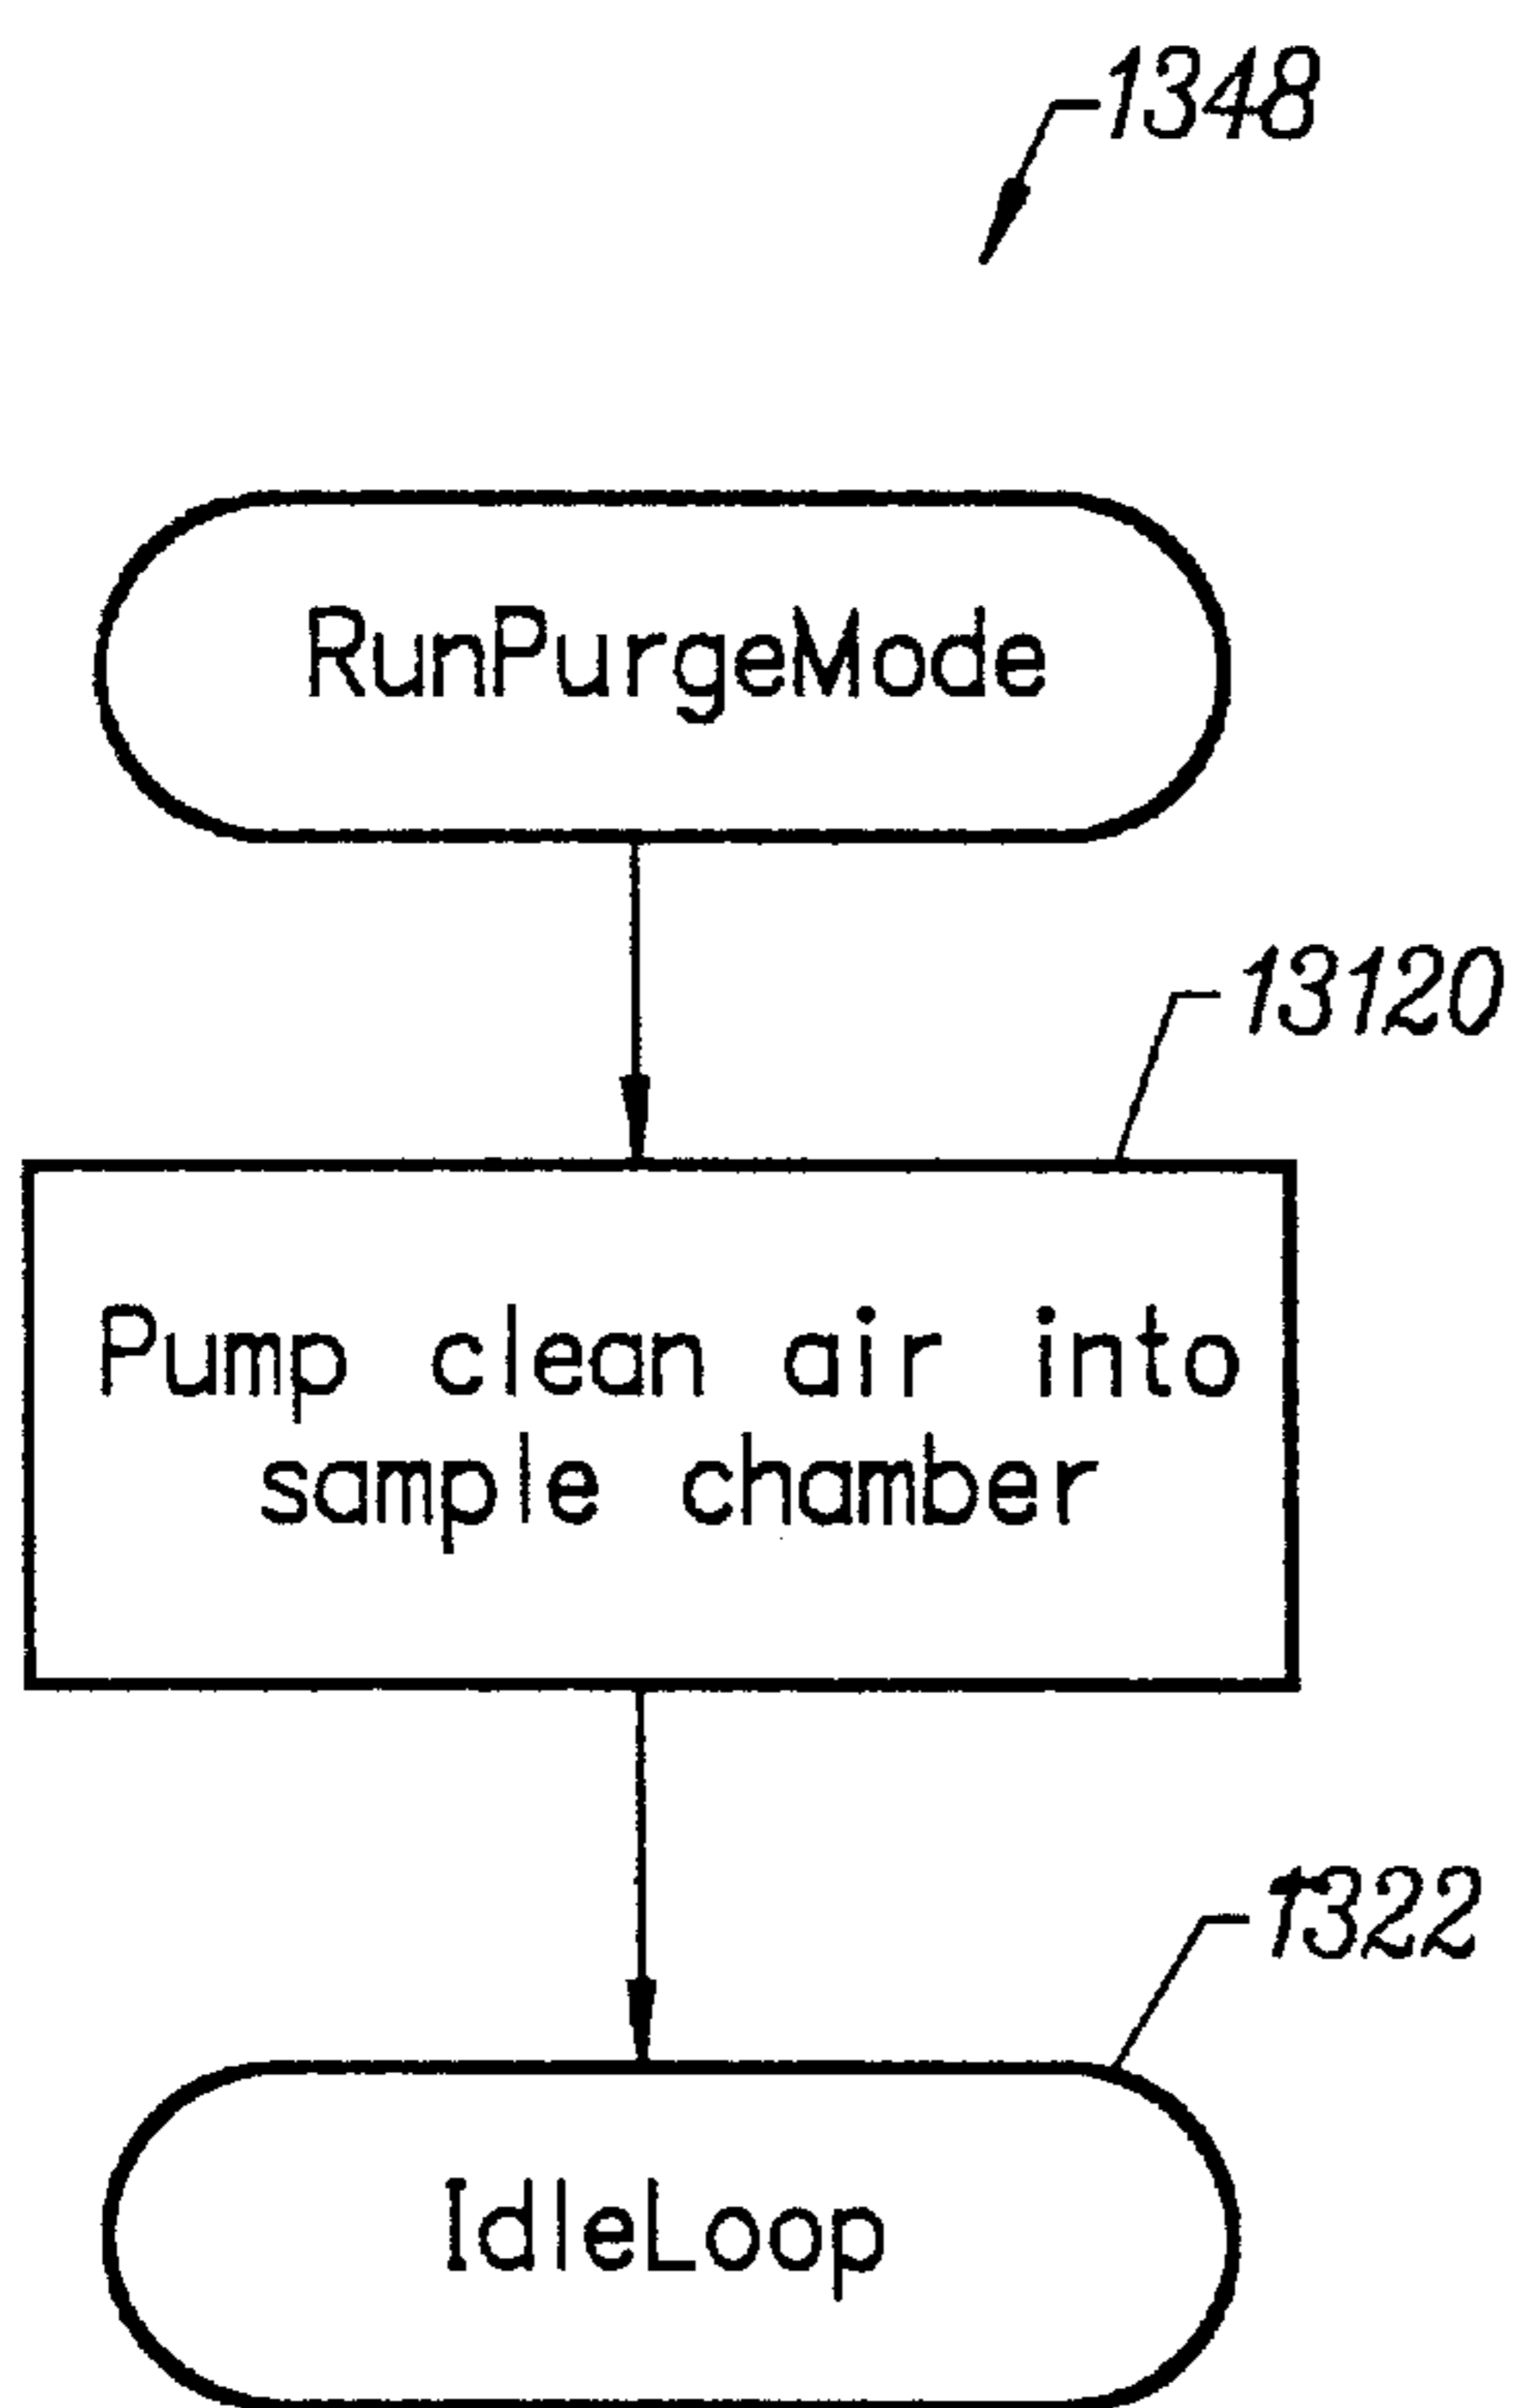 1348
RunPurgeMode
13120
Pump clean air into
sample chamber
1322
IdleLoop